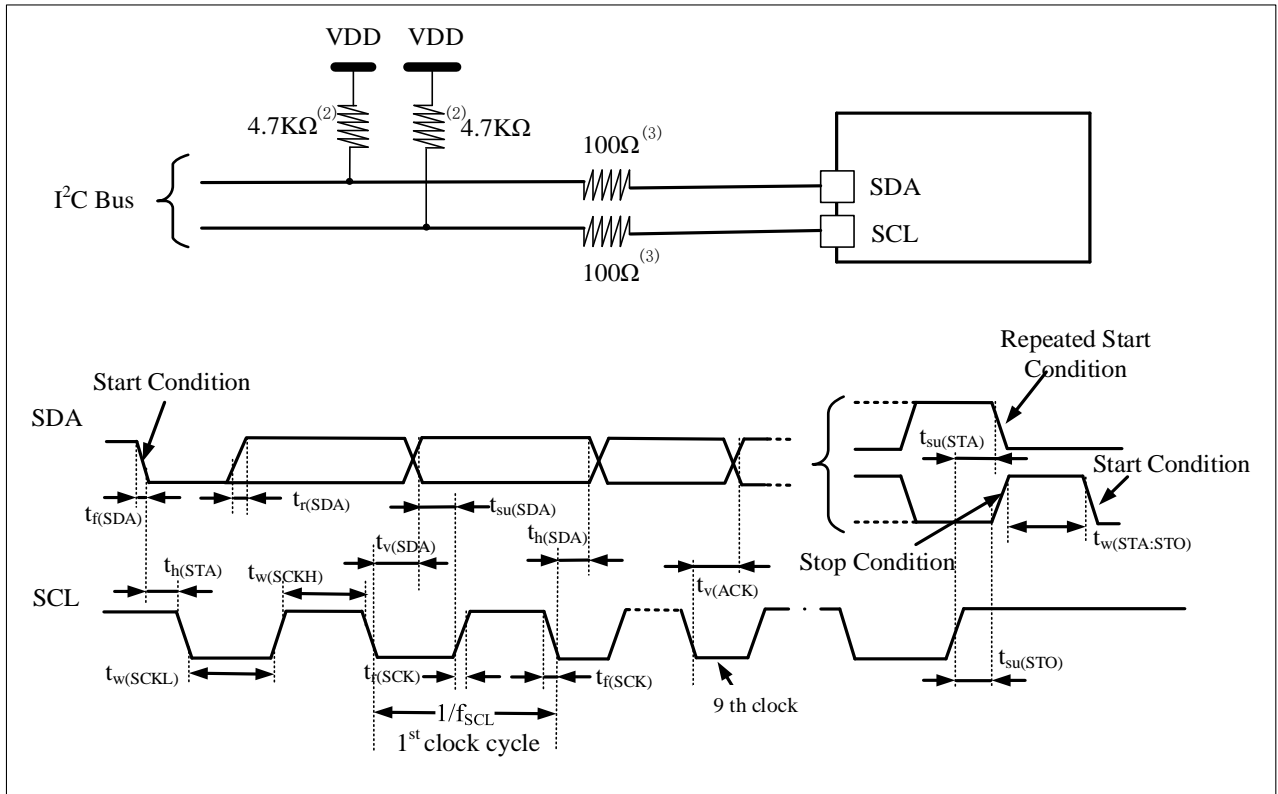 VDD VDD
4.7KΩ(2) (2)4.7KΩ
100Ω(3)
I2C Bus
SDA
SCL
100Ω(3)
Repeated Start
Condition
Start Condition
SDA
tsu(STA)
Start Condition
tf(SDA)
tr(SDA)
tsu(SDA)
tv(SDA)
th(SDA)
tw(STA:STO)
Stop Condition
th(STA)
tw(SCKH)
tv(ACK)
SCL
tw(SCKL)
tf(SCK)
tf(SCK)
tsu(STO)
9 th clock
1/fSCL
1st clock cycle